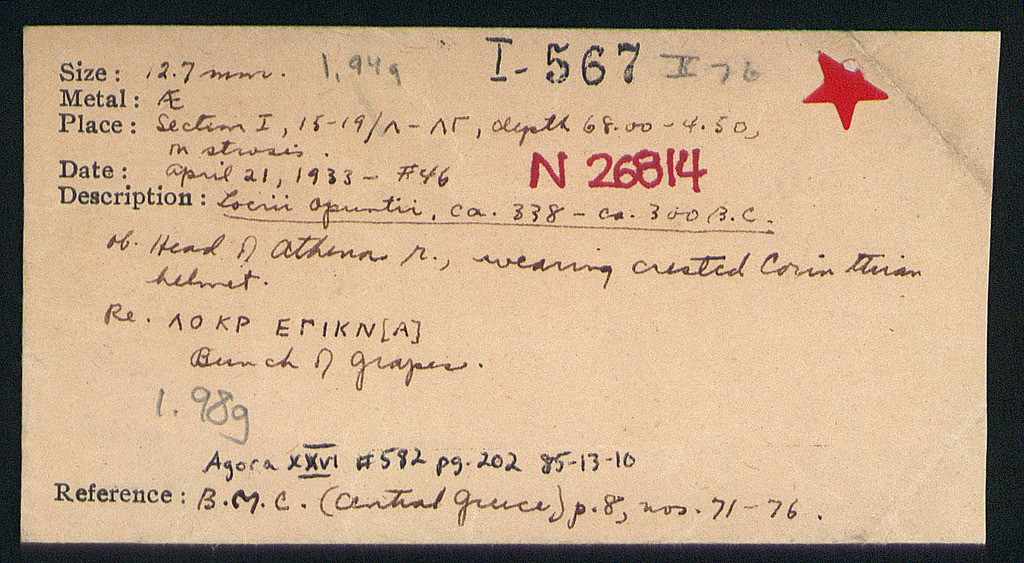 Size: 12.7 mm. 1,94g I-567 X 76
Metal: Æ
Place: Section I, 15-19/Λ-ΛΓ, depth 68.00-4.50,
in strosis.
Date: April 21, 1933- #46 N 26814
Description: Locrii Opuntii, ca. 338-ca. 300 B.C.
Ob. Head of Athena r., wearing crested Corinthian
helmet.
Re. ΛΟΚΡ ΕΓΙΚΝ[Α]
Bunch of grapes.
1.98g
Agora XXVI #582 pg.202 85-13-10
Reference: B.M.C. (Central Greece) p.8, nos. 71-76.